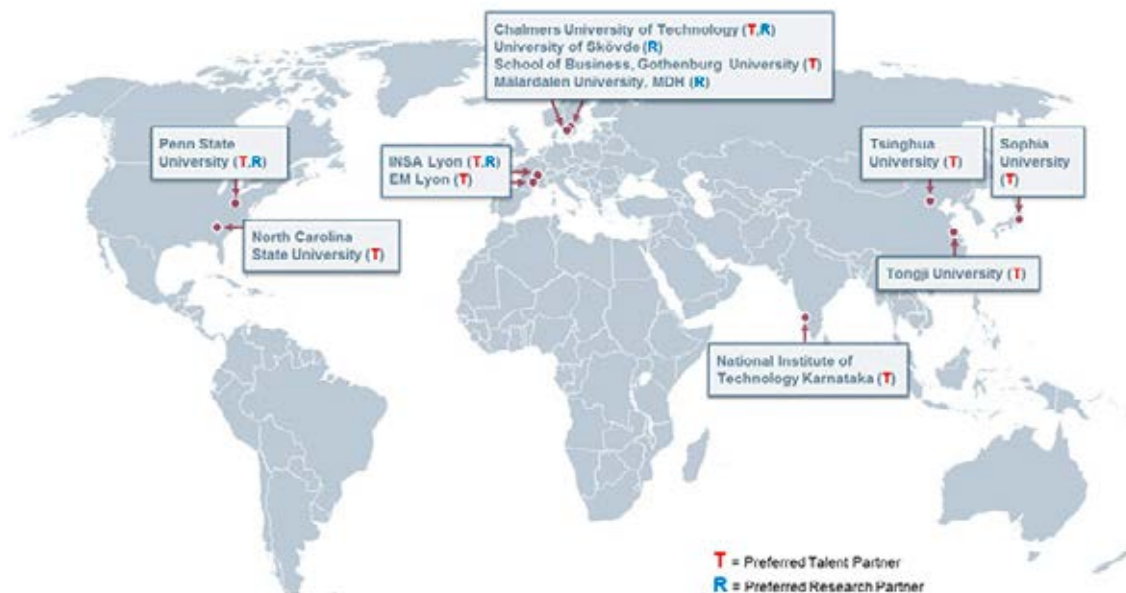 Chalmers University of Technology (T,R)
University of Skövde (R)
School of Business, Gothenburg University (T)
Mälardalen University, MDH (R)
Penn State
University (T,R)
INSA Lyon (T,R)
EM Lyon (T)
Tsinghua
University (T)
Sophia
University
(T)
North Carolina
State University (T)
Tongji University (T)
National Institute of
Technology Karnataka (T)
T = Preferred Talent Partner
R = Preferred Research Partner